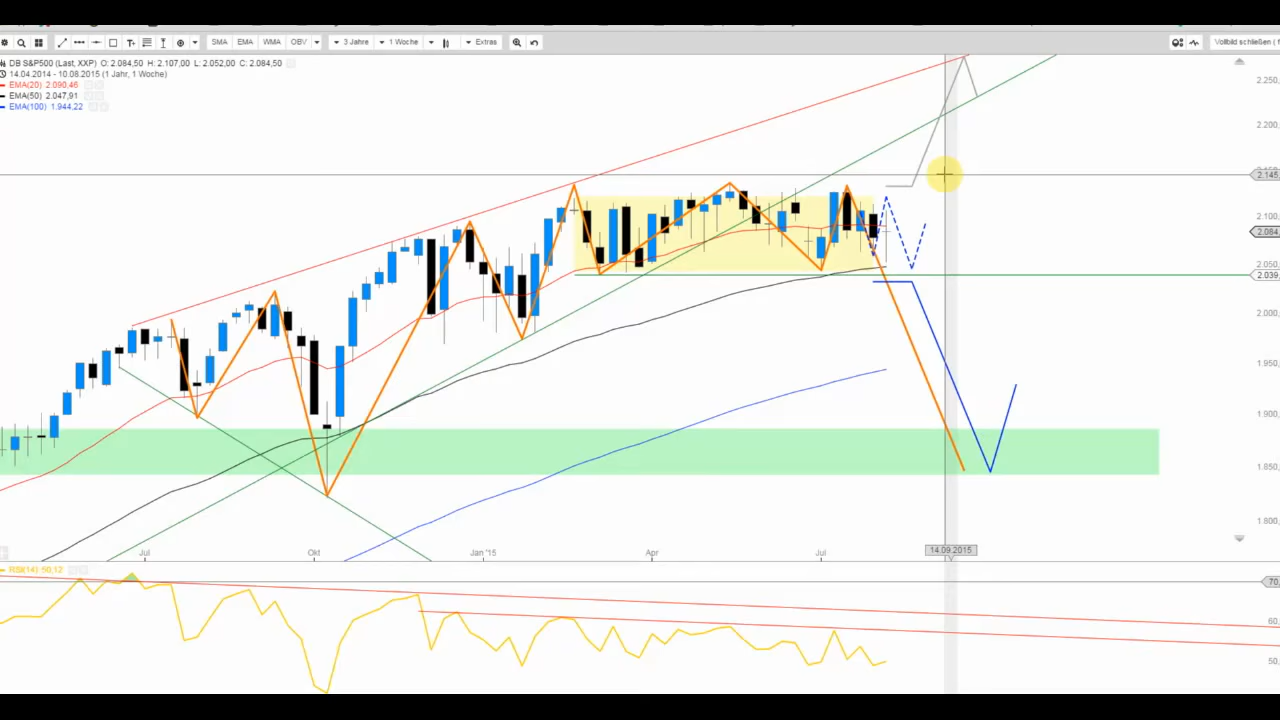 SMA EMA WMA OBV 3 Jahre 1 Woche Extras Vollbild schließen ( f
DB S&P500 (Last, XXP) O: 2.084,50 H: 2.107,00 L: 2.052,00 C: 2.084,50
14.04.2014 - 10.08.2015 (1 Jahr, 1 Woche)
EMA(20) 2.090,46
EMA(50) 2.047,91
EMA(100) 1.944,22
2.250,
2.200,
2.145,
2.100,
2.084,
2.050,
2.039,
2.000,
1.950,
1.900,
1.850,
1.800,
Jul Okt Jan '15 Apr Jul 14.09.2015
RSI(14) 50,12
70,
60,
50,